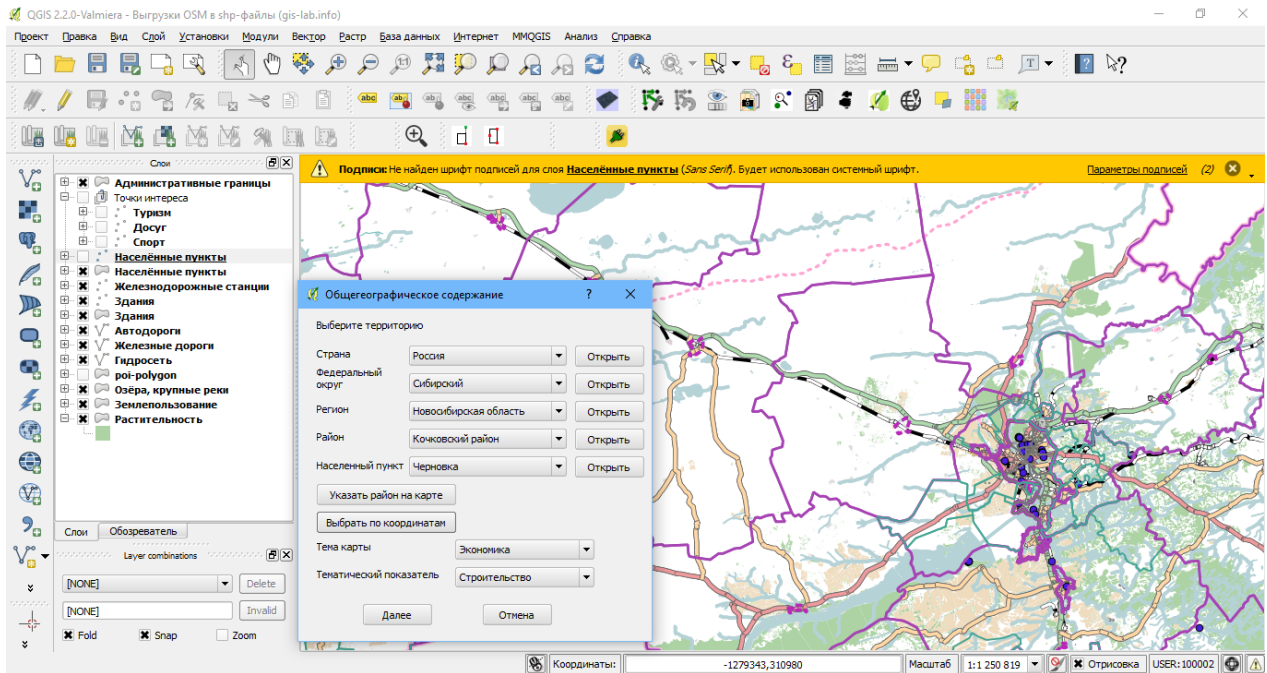 QGIS 2.2.0-Valmiera - Выгрузки OSM в shp-файлы (gis-lab.info)
Проект Правка Вид Слой Установки Модули Вектор Растр База данных Интернет MMQGIS Анализ Справка
Слои
Подписи: Не найден шрифт подписей для слоя Населённые пункты (Sans Serif). Будет использован системный шрифт. Параметры подписей (2)
Административные границы
Точки интереса
Туризм
Досуг
Спорт
Населённые пункты
Населённые пункты
Железнодорожные станции
Здания
Здания
Автодороги
Железные дороги
Гидросеть
poi-polygon
Озёра, крупные реки
Землепользование
Растительность
Слои Обозреватель
Layer combinations
[NONE] Delete
[NONE] Invalid
Fold Snap Zoom
Общегеографическое содержание ?
Выберите территорию
Страна Россия Открыть
Федеральный округ Сибирский Открыть
Регион Новосибирская область Открыть
Район Кочковский район Открыть
Населенный пункт Черновка Открыть
Указать район на карте
Выбрать по координатам
Тема карты Экономика
Тематический показатель Строительство
Далее Отмена
Координаты: -1279343,310980 Масштаб 1:1 250 819 Отрисовка USER:100002